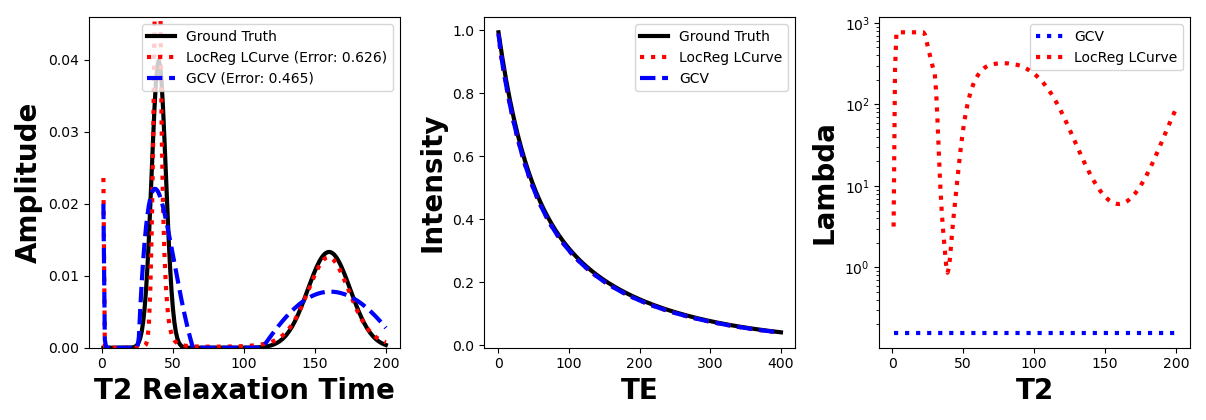 Amplitude
0.00
0.01
0.02
0.03
0.04
0
50
100
150
200
T2 Relaxation Time
Ground Truth
LocReg LCurve (Error: 0.626)
GCV (Error: 0.465)
Intensity
0.0
0.2
0.4
0.6
0.8
1.0
0
100
200
300
400
TE
Ground Truth
LocReg LCurve
GCV
Lambda
10⁰
10¹
10²
10³
0
50
100
150
200
T2
GCV
LocReg LCurve